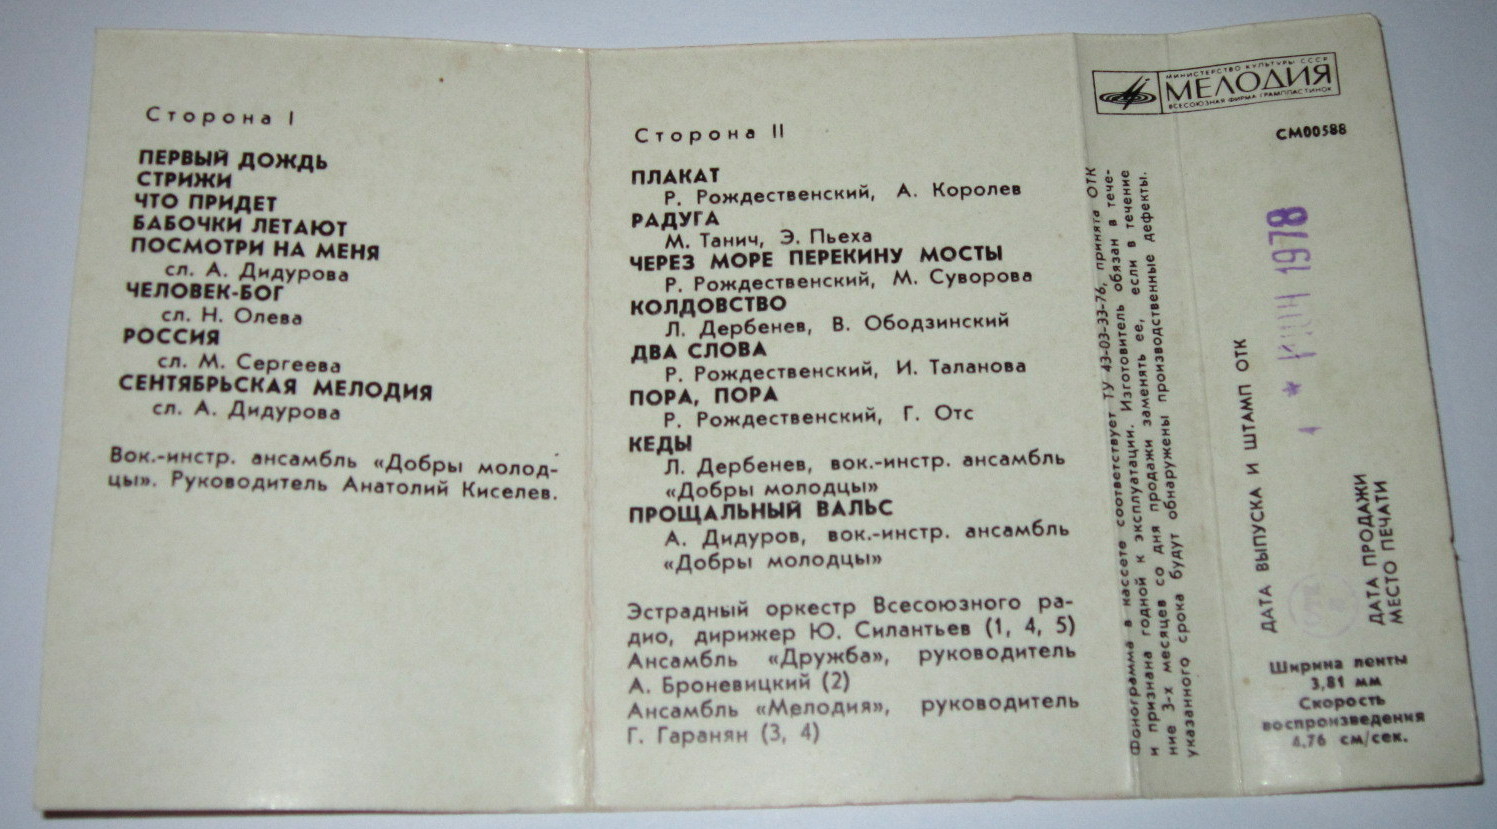 Сторона I
ПЕРВЫЙ ДОЖДЬ
СТРИЖИ
ЧТО ПРИДЕТ
БАБОЧКИ ЛЕТАЮТ
ПОСМОТРИ НА МЕНЯ
сл. А. Дидурова
ЧЕЛОВЕК-БОГ
сл. Н. Олева
РОССИЯ
сл. М. Сергеева
СЕНТЯБРЬСКАЯ МЕЛОДИЯ
сл. А. Дидурова
Вок.-инстр. ансамбль «Добры молод-
цы». Руководитель Анатолий Киселев.
Сторона II
ПЛАКАТ
Р. Рождественский, А. Королев
РАДУГА
М. Танич, Э. Пьеха
ЧЕРЕЗ МОРЕ ПЕРЕКИНУ МОСТЫ
Р. Рождественский, М. Суворова
КОЛДОВСТВО
Л. Дербенев, В. Ободзинский
ДВА СЛОВА
Р. Рождественский, И. Таланова
ПОРА, ПОРА
Р. Рождественский, Г. Отс
КЕДЫ
Л. Дербенев, вок.-инстр. ансамбль
«Добры молодцы»
ПРОЩАЛЬНЫЙ ВАЛЬС
А. Дидуров, вок.-инстр. ансамбль
«Добры молодцы»
Эстрадный оркестр Всесоюзного ра-
дио, дирижер Ю. Силантьев (1, 4, 5)
Ансамбль «Дружба», руководитель
А. Броневицкий (2)
Ансамбль «Мелодия», руководитель
Г. Гаранян (3, 4)
МИНИСТЕРСТВО КУЛЬТУРЫ СССР
МЕЛОДИЯ
ВСЕСОЮЗНАЯ ФИРМА ГРАМПЛАСТИНОК
СМ00588
Фонограмма в кассете соответствует ТУ 43-03-33-76, принята ОТК
и признана годной к эксплуатации. Изготовитель обязан в тече-
ние 3-х месяцев со дня продажи заменять ее, если в течение
указанного срока будут обнаружены производственные дефекты.
ДАТА ВЫПУСКА И ШТАМП ОТК
1 * ИЮН 1978
ДАТА ПРОДАЖИ
МЕСТО ПЕЧАТИ
Ширина ленты
3,81 мм
Скорость
воспроизведения
4,76 см/сек.